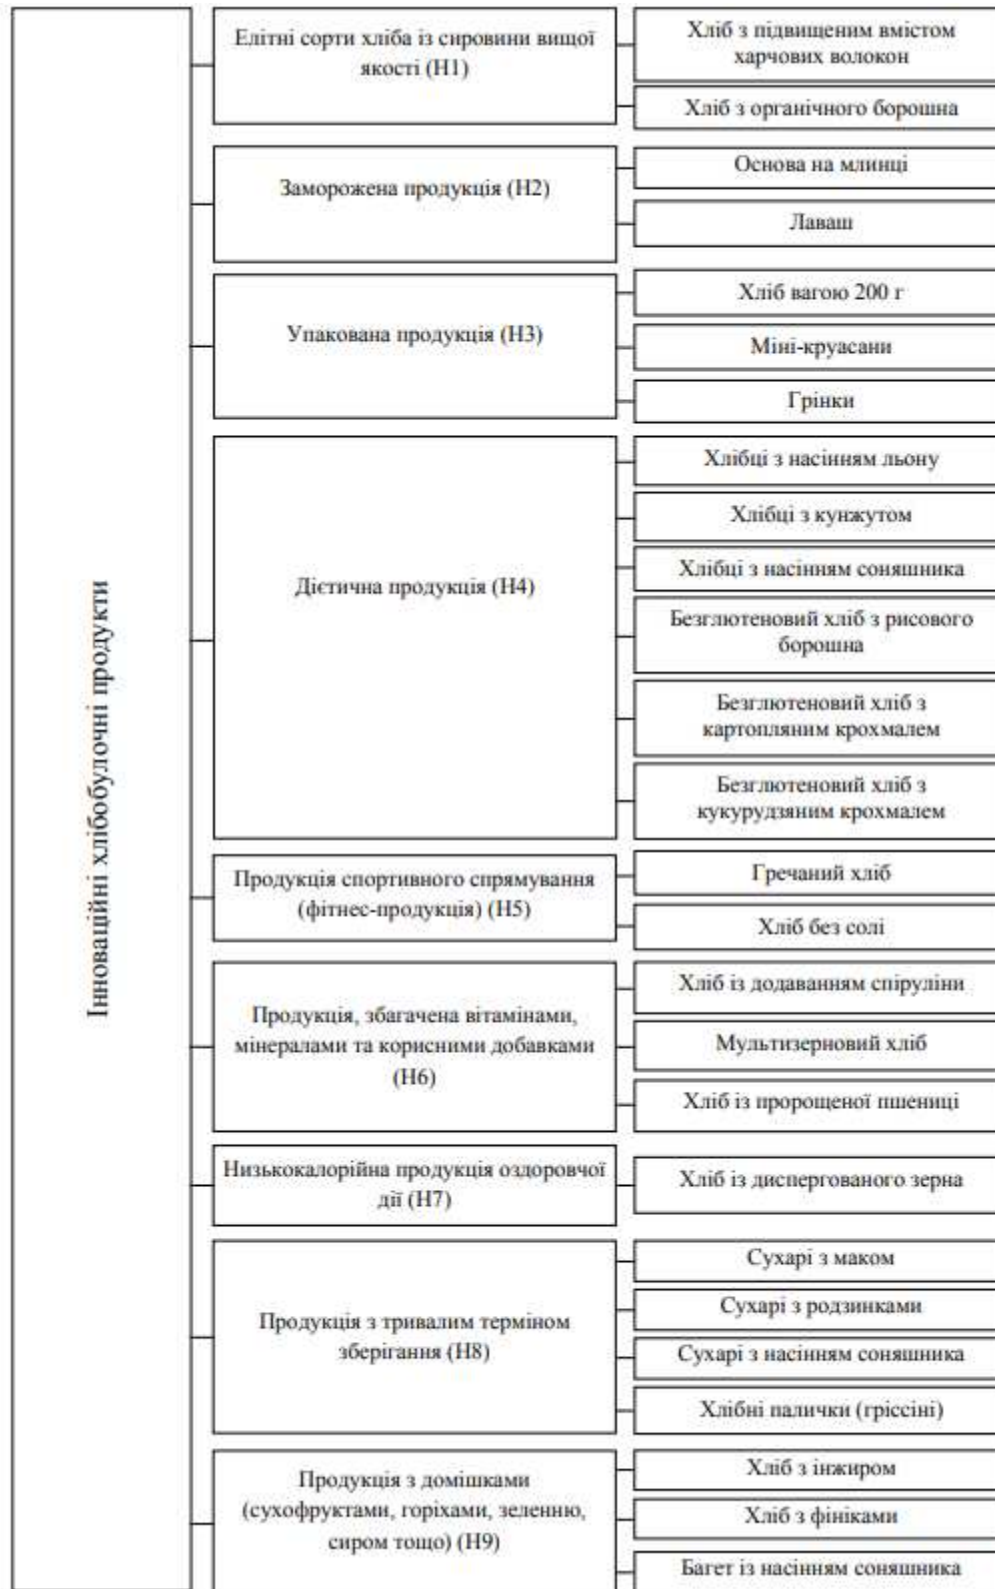 Інноваційні хлібобулочні продукти
Елітні сорти хліба із сировини вищої
якості (Н1)
Хліб з підвищеним вмістом
харчових волокон
Хліб з органічного борошна
Заморожена продукція (Н2)
Основа на млинці
Лаваш
Упакована продукція (Н3)
Хліб вагою 200 г
Міні-круасани
Грінки
Дієтична продукція (Н4)
Хлібці з насінням льону
Хлібці з кунжутом
Хлібці з насінням соняшника
Безглютеновий хліб з рисового
борошна
Безглютеновий хліб з
картопляним крохмалем
Безглютеновий хліб з
кукурудзяним крохмалем
Продукція спортивного спрямування
(фітнес-продукція) (Н5)
Гречаний хліб
Хліб без солі
Продукція, збагачена вітамінами,
мінералами та корисними добавками
(Н6)
Хліб із додаванням спіруліни
Мультизерновий хліб
Хліб із пророщеної пшениці
Низькокалорійна продукція оздоровчої
дії (Н7)
Хліб із диспергованого зерна
Продукція з тривалим терміном
зберігання (Н8)
Сухарі з маком
Сухарі з родзинками
Сухарі з насінням соняшника
Хлібні палички (гріссіні)
Продукція з домішками
(сухофруктами, горіхами, зеленню,
сиром тощо) (Н9)
Хліб з інжиром
Хліб з фініками
Багет із насінням соняшника